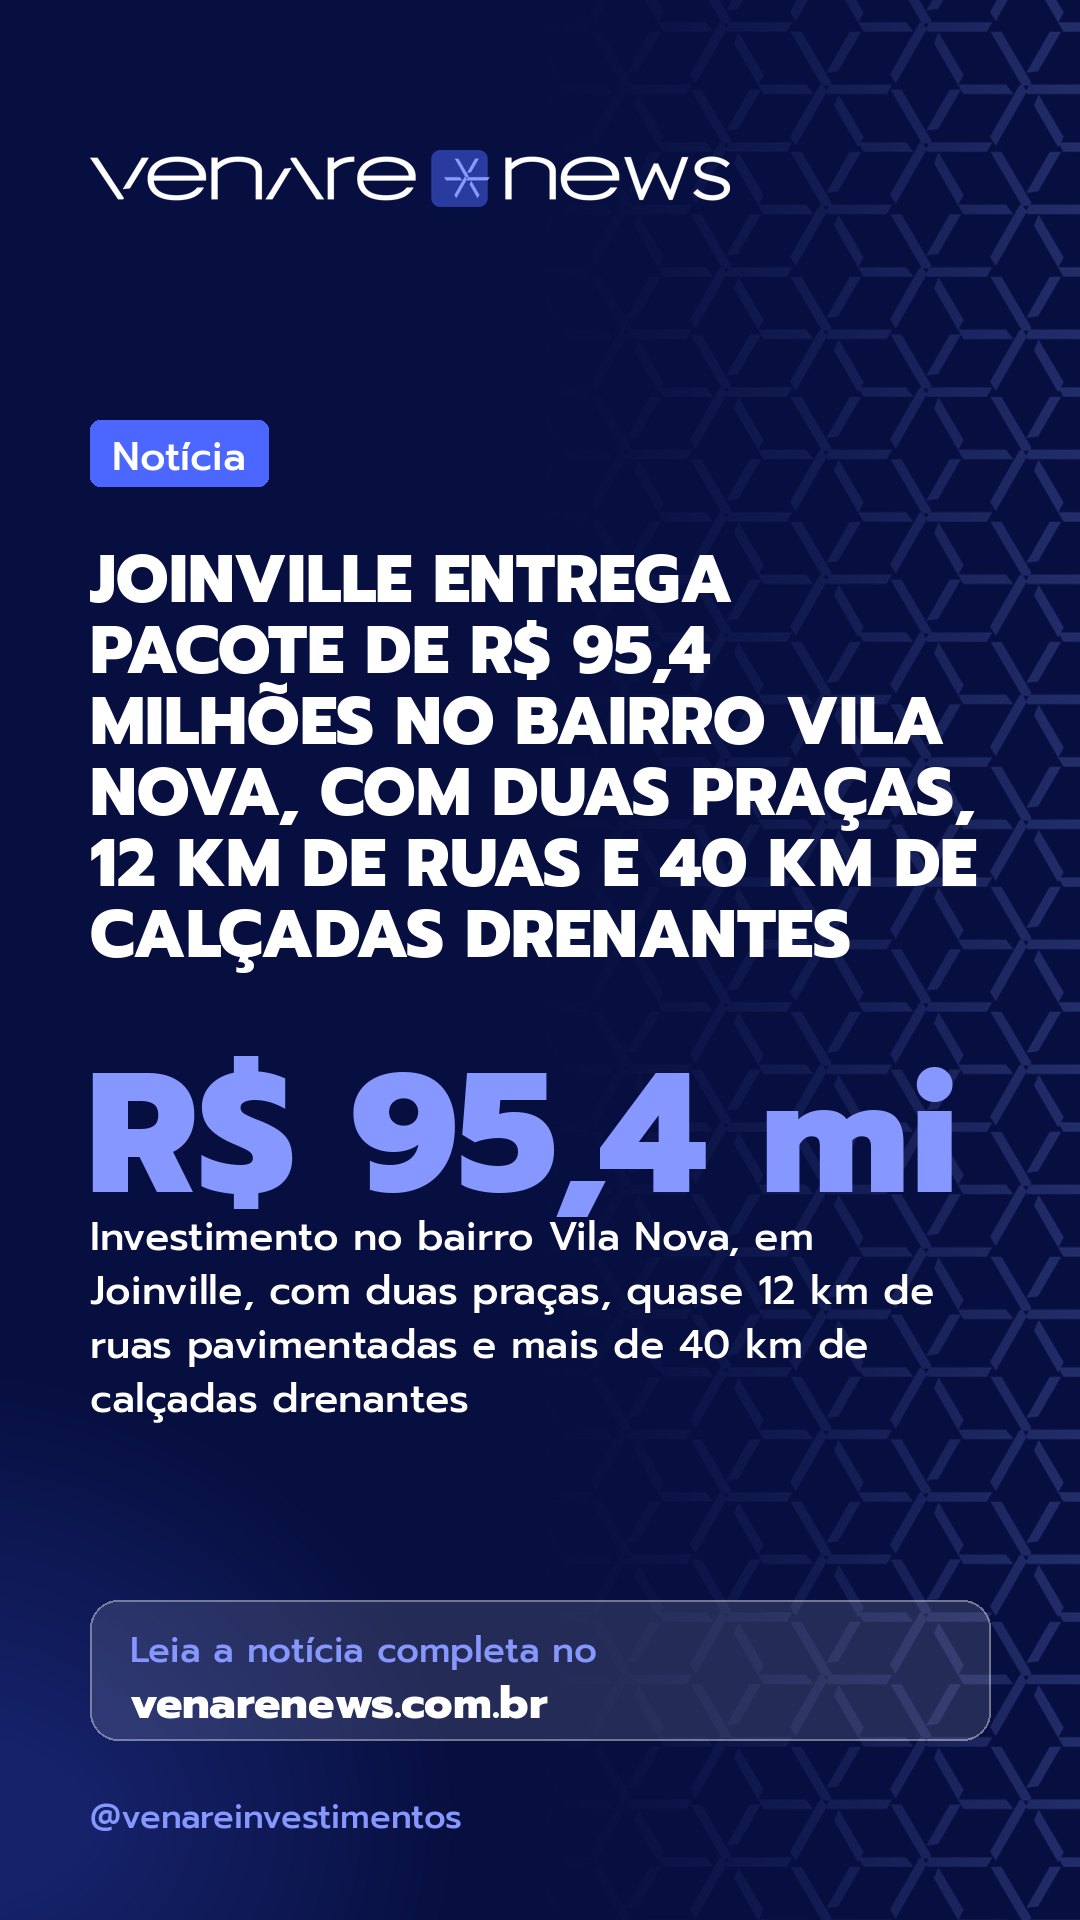 venare news
Notícia
JOINVILLE ENTREGA
PACOTE DE R$ 95,4
MILHÕES NO BAIRRO VILA
NOVA, COM DUAS PRAÇAS,
12 KM DE RUAS E 40 KM DE
CALÇADAS DRENANTES
R$ 95,4 mi
Investimento no bairro Vila Nova, em
Joinville, com duas praças, quase 12 km de
ruas pavimentadas e mais de 40 km de
calçadas drenantes
Leia a notícia completa no
venarenews.com.br
@venareinvestimentos